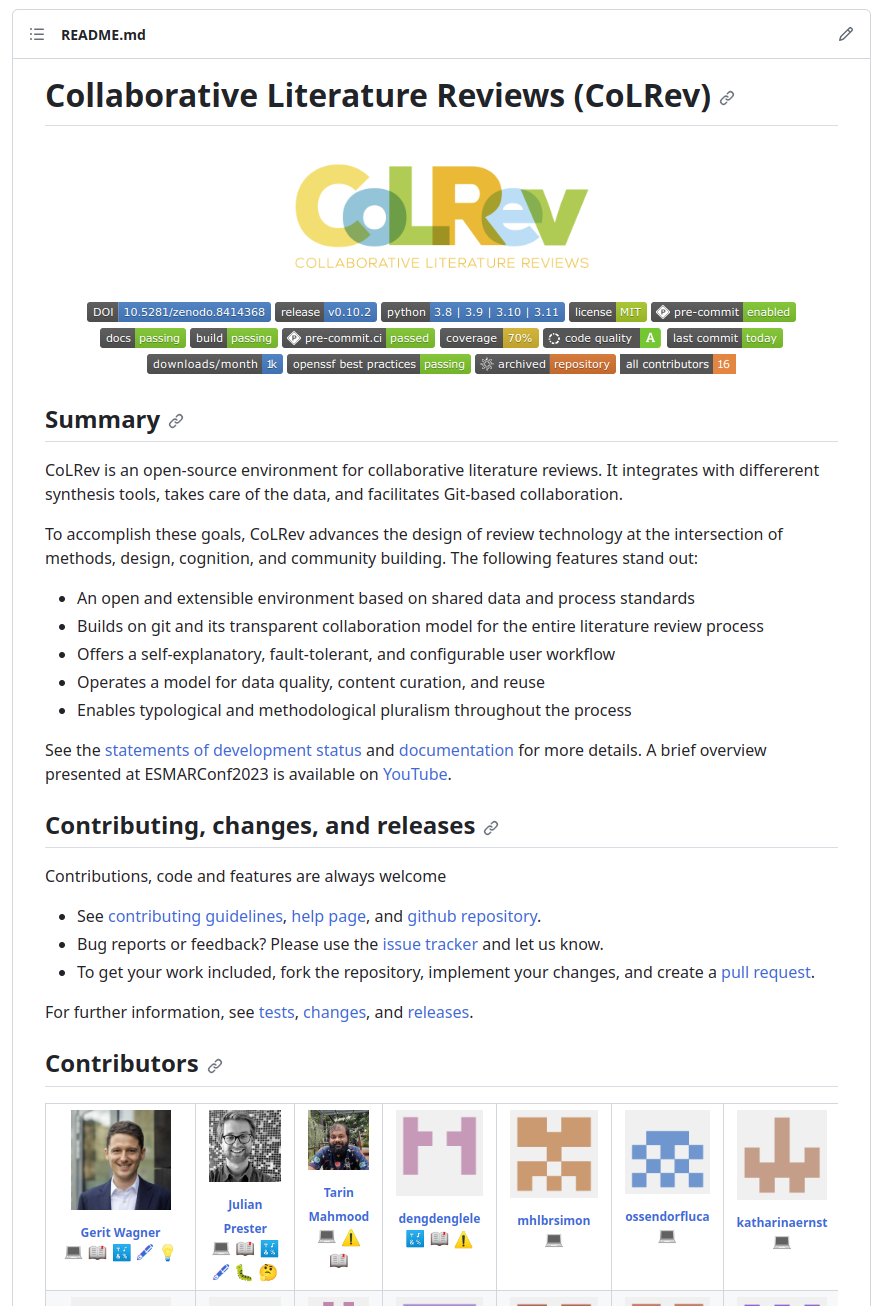 README.md
Collaborative Literature Reviews (CoLRev)
CoLRev
COLLABORATIVE LITERATURE REVIEWS
DOI 10.5281/zenodo.8414368 release v0.10.2 python 3.8 | 3.9 | 3.10 | 3.11 license MIT pre-commit enabled
docs passing build passing pre-commit.ci passed coverage 70% code quality A last commit today
downloads/month 1k openssf best practices passing archived repository all contributors 16
Summary
CoLRev is an open-source environment for collaborative literature reviews. It integrates with differerent
synthesis tools, takes care of the data, and facilitates Git-based collaboration.
To accomplish these goals, CoLRev advances the design of review technology at the intersection of
methods, design, cognition, and community building. The following features stand out:
• An open and extensible environment based on shared data and process standards
• Builds on git and its transparent collaboration model for the entire literature review process
• Offers a self-explanatory, fault-tolerant, and configurable user workflow
• Operates a model for data quality, content curation, and reuse
• Enables typological and methodological pluralism throughout the process
See the statements of development status and documentation for more details. A brief overview
presented at ESMARConf2023 is available on YouTube.
Contributing, changes, and releases
Contributions, code and features are always welcome
• See contributing guidelines, help page, and github repository.
• Bug reports or feedback? Please use the issue tracker and let us know.
• To get your work included, fork the repository, implement your changes, and create a pull request.
For further information, see tests, changes, and releases.
Contributors
Gerit Wagner
Julian
Prester
Tarin
Mahmood
dengdenglele
mhlbrsimon
ossendorfluca
katharinaernst